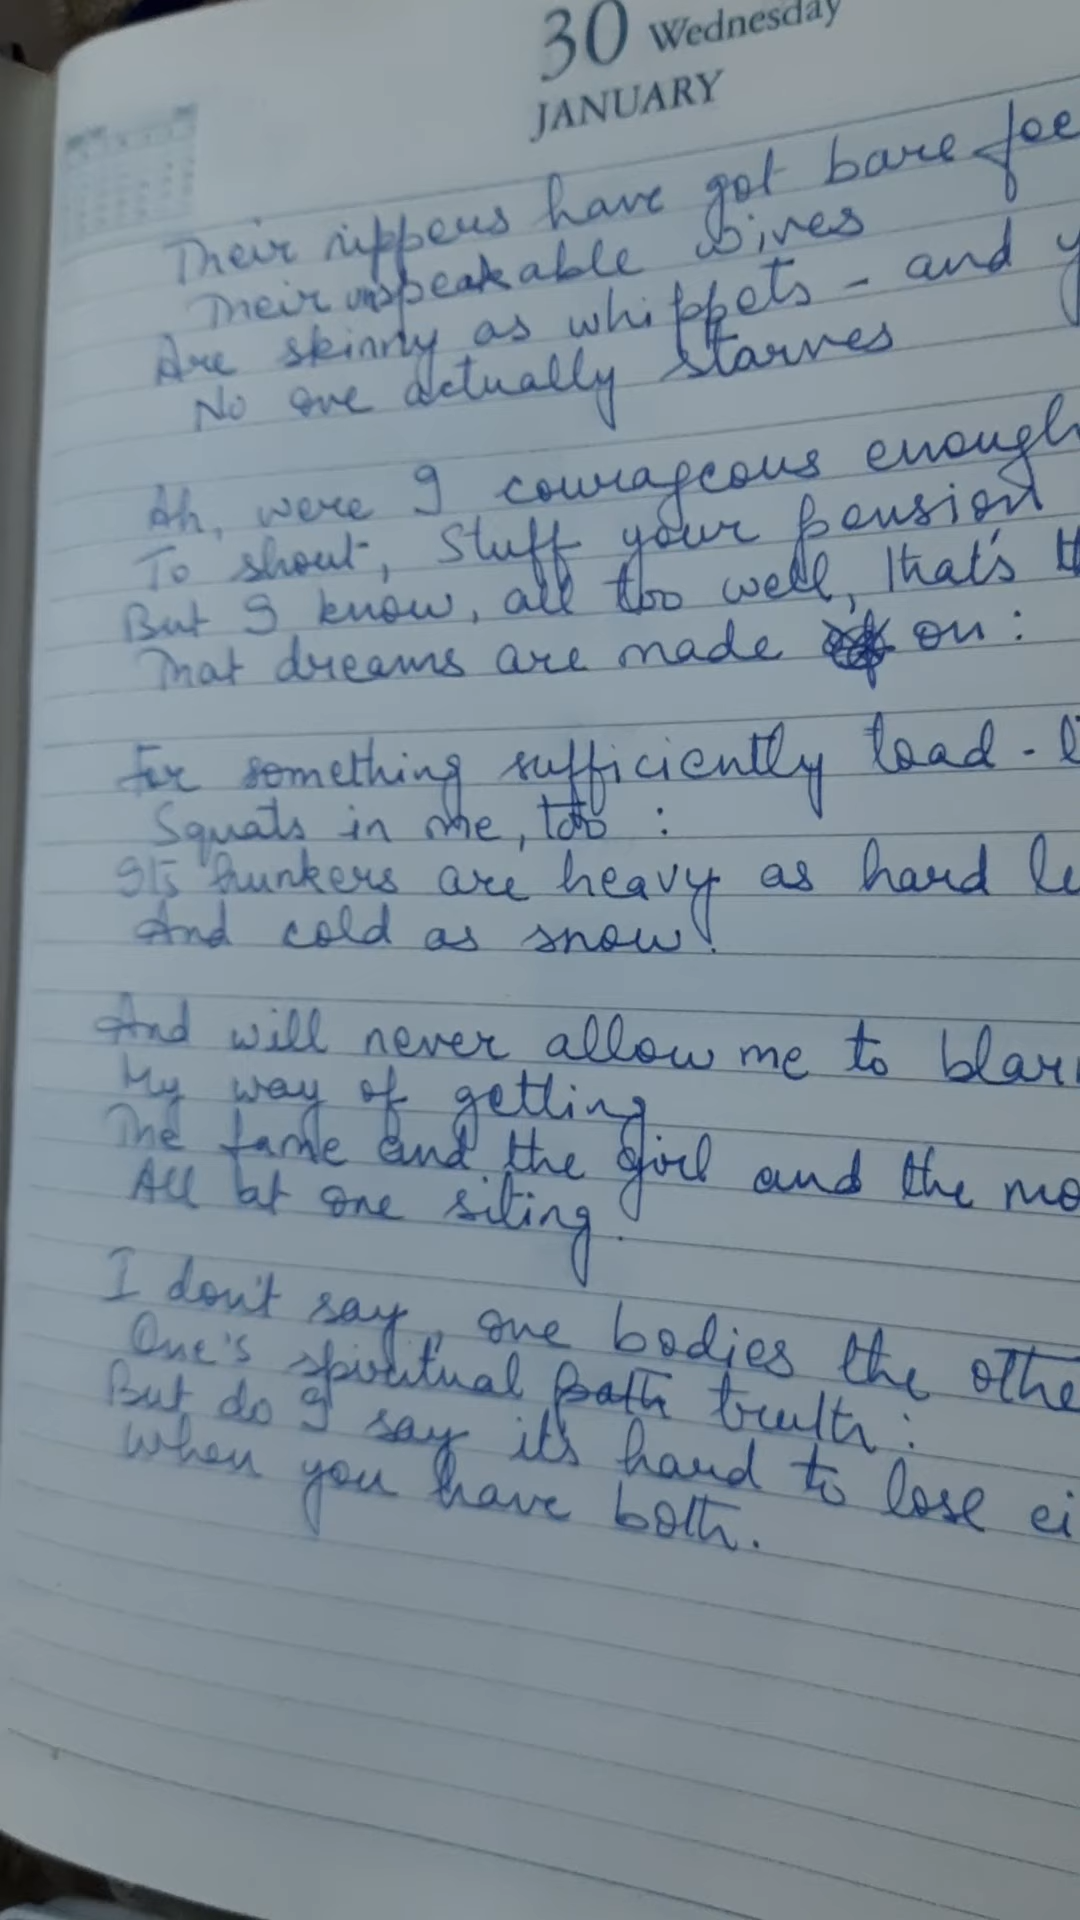 30 Wednesday
JANUARY
Their nippers have got bare fee
Their unspeakable wives
Are skinny as whippets - and y
No one actually starves
Ah, were I courageous enough
To shout, Stuff your pension
But I know, all too well, that's th
That dreams are made on:
For something sufficiently toad - li
Squats in me, too :
Its hunkers are heavy as hard lu
And cold as snow.
And will never allow me to blarn
My way of getting
The fame and the girl and the mo
All at one siting.
I don't say, one bodies the othe
One's spiritual truth :
But do I say it's hard to lose ei
When you have both.